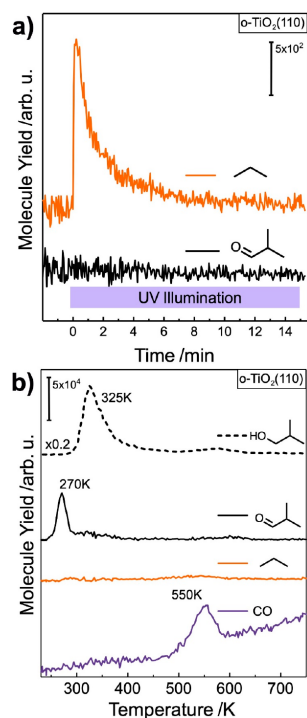 a)
o-TiO2(110)
5x10²
Molecule Yield /arb. u.
O
UV Illumination
0 2 4 6 8 10 12 14
Time /min
b)
o-TiO2(110)
5x10⁴
325K
HO
x0.2
Molecule Yield /arb. u.
270K
O
550K
CO
300 400 500 600 700
Temperature /K